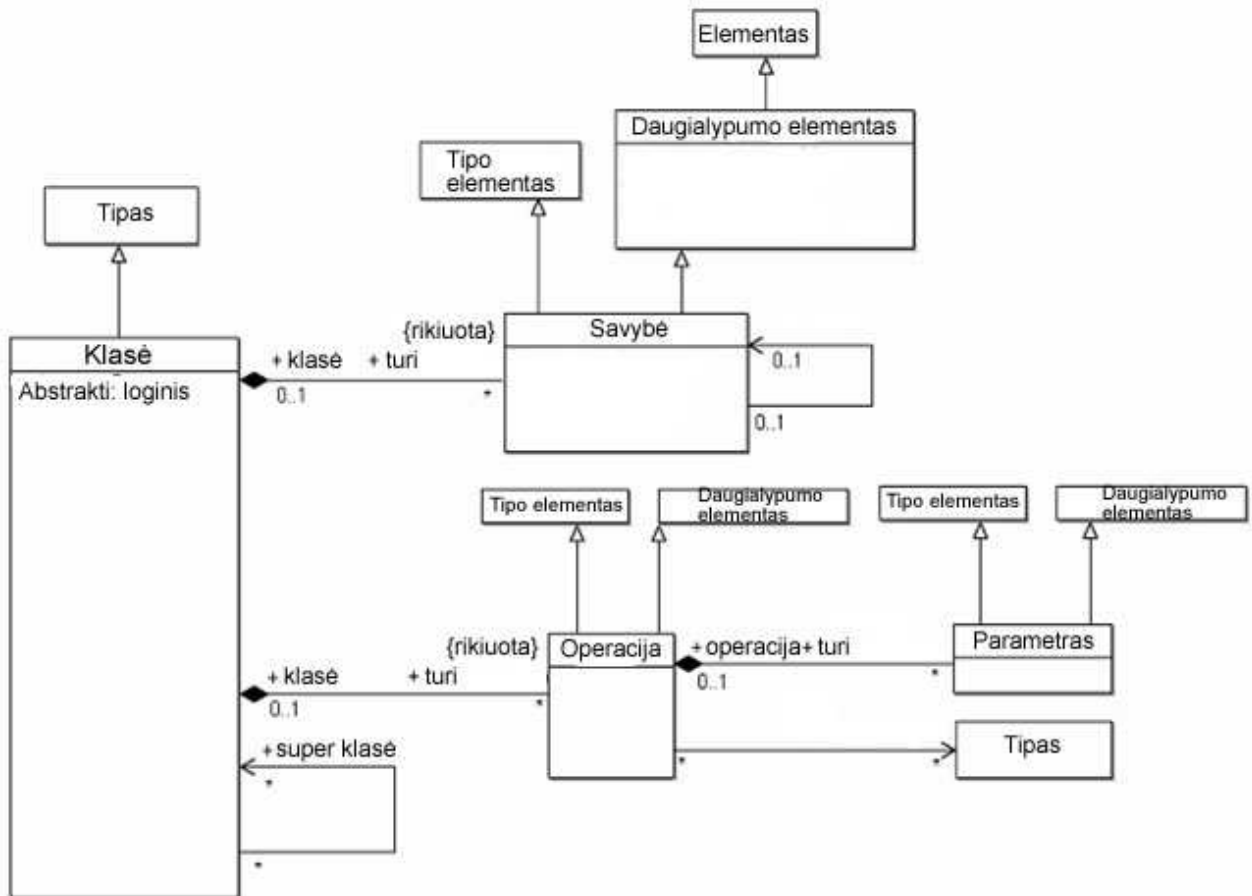 Elementas
Daugialypumo elementas
Tipo
elementas
Tipas
{rikiuota}
Savybė
Klasė
+ klasė + turi
0..1
*
0..1
0..1
Abstrakti: loginis
Tipo elementas
Daugialypumo
elementas
Tipo elementas
Daugialypumo
elementas
{rikiuota}
Operacija
+ operacija+ turi
0..1
*
Parametras
+ klasė + turi
0..1
*
+ super klasė
*
*
*
*
Tipas